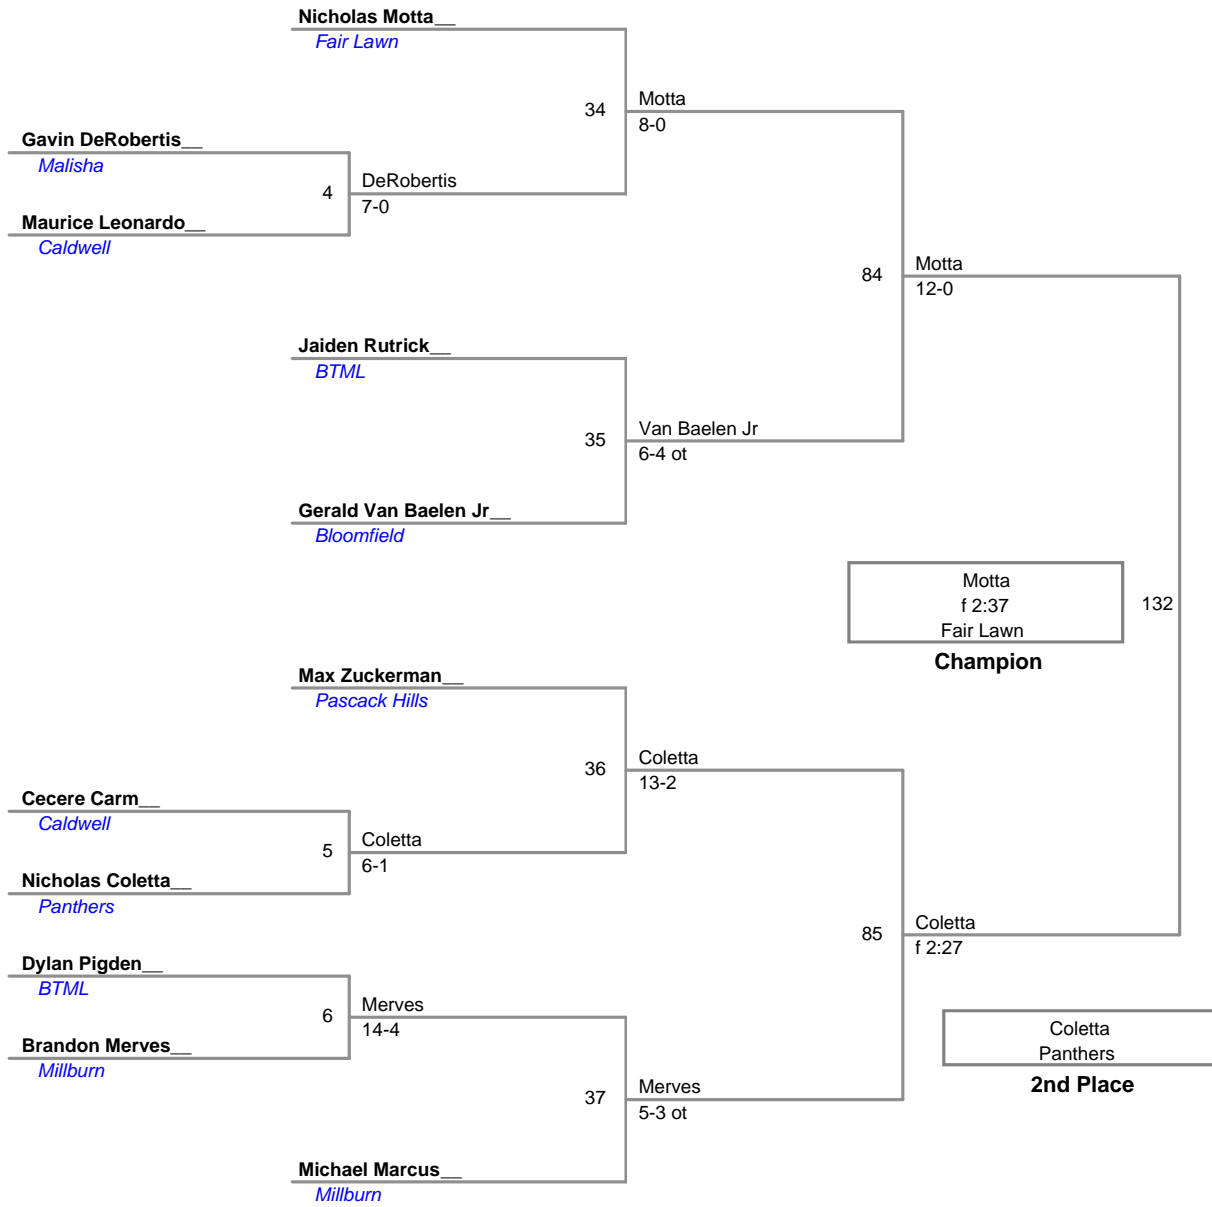 Nicholas Motta__
Fair Lawn
34
Motta
8-0
Gavin DeRobertis__
Malisha
4
DeRobertis
7-0
Maurice Leonardo__
Caldwell
84
Motta
12-0
Jaiden Rutrick__
BTML
35
Van Baelen Jr
6-4 ot
Gerald Van Baelen Jr__
Bloomfield
Motta
f 2:37
Fair Lawn
Champion
132
Max Zuckerman__
Pascack Hills
36
Coletta
13-2
Cecere Carm__
Caldwell
5
Coletta
6-1
Nicholas Coletta__
Panthers
85
Coletta
f 2:27
Dylan Pigden__
BTML
6
Merves
14-4
Brandon Merves__
Millburn
Coletta
Panthers
2nd Place
37
Merves
5-3 ot
Michael Marcus__
Millburn